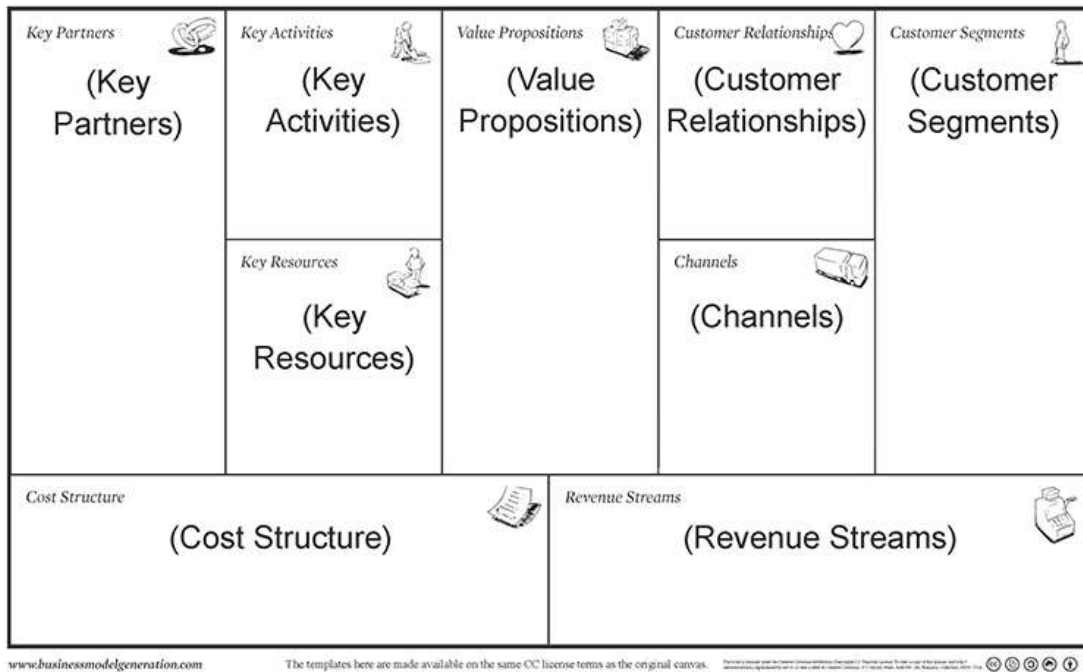 Key Partners
(Key
Partners)
Key Activities
(Key
Activities)
Key Resources
(Key
Resources)
Value Propositions
(Value
Propositions)
Customer Relationships
(Customer
Relationships)
Channels
(Channels)
Customer Segments
(Customer
Segments)
Cost Structure
(Cost Structure)
Revenue Streams
(Revenue Streams)
www.businessmodelgeneration.com
The templates here are made available on the same CC license terms as the original canvas.